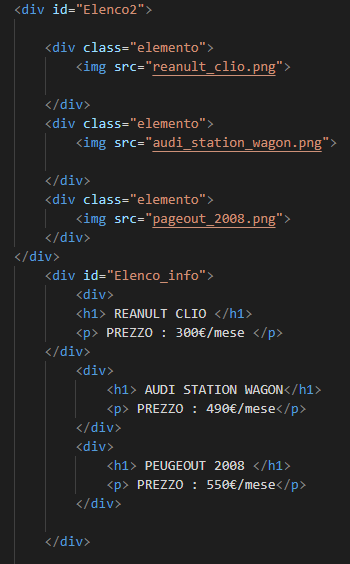 <div id="Elenco2">
<div class="elemento">
<img src="reanult_clio.png">
</div>
<div class="elemento">
<img src="audi_station_wagon.png">
</div>
<div class="elemento">
<img src="pageout_2008.png">
</div>
</div>
<div id="Elenco_info">
<div>
<h1> REANULT CLIO </h1>
<p> PREZZO : 300€/mese </p>
</div>
<div>
<h1> AUDI STATION WAGON</h1>
<p> PREZZO : 490€/mese</p>
</div>
<div>
<h1> PEUGEOUT 2008 </h1>
<p> PREZZO : 550€/mese</p>
</div>
</div>